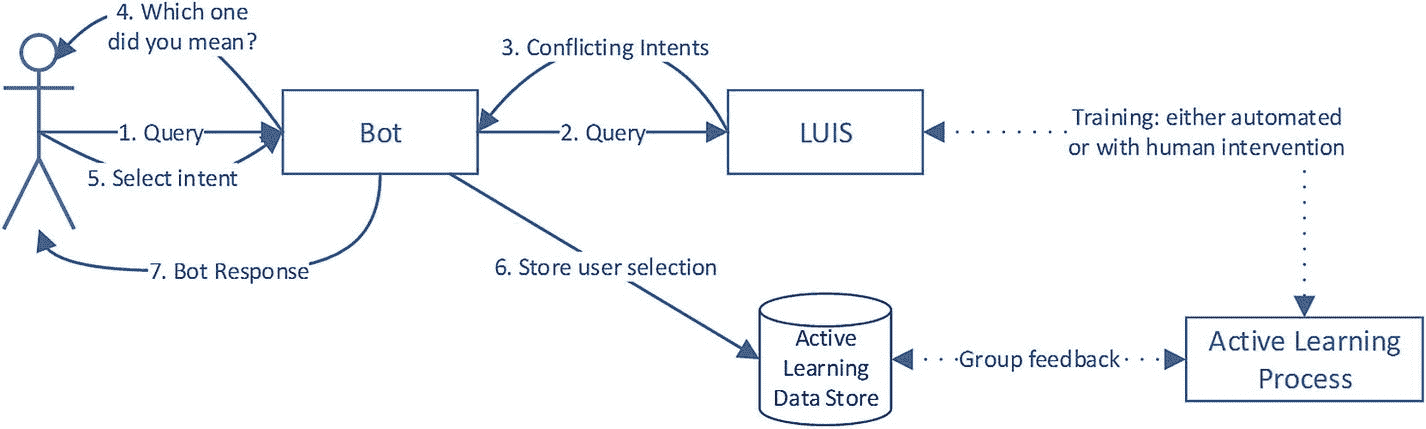 4. Which one
did you mean?
3. Conflicting Intents
1. Query
Bot
2. Query
LUIS
Training: either automated
or with human intervention
5. Select intent
7. Bot Response
6. Store user selection
Active
Learning
Data Store
Group feedback
Active Learning
Process